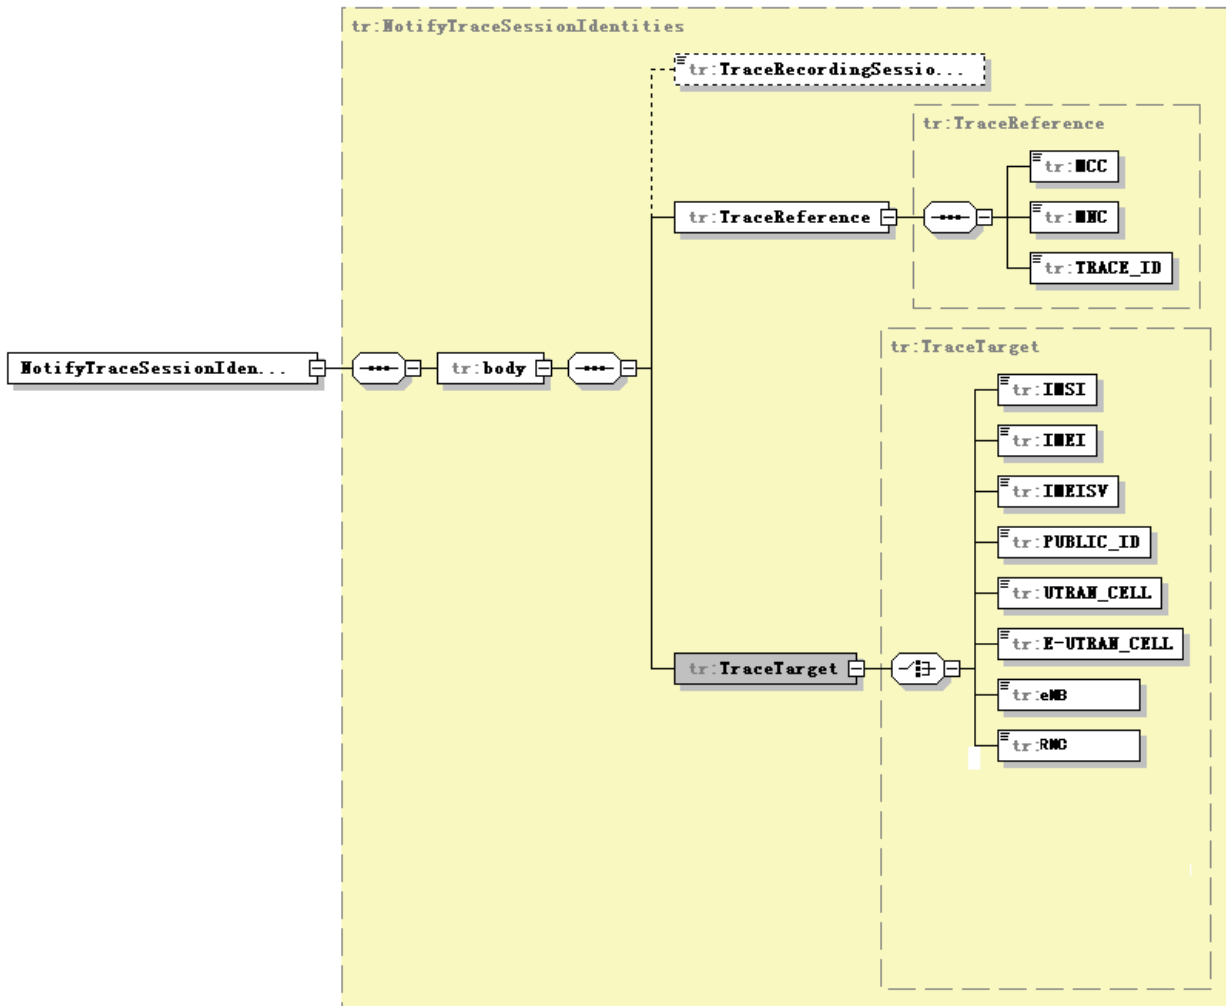 tr:NotifyTraceSessionIdentities
tr:TraceRecordingSessio...
tr:TraceReference
tr:MCC
tr:TraceReference
tr:MNC
tr:TRACE_ID
tr:TraceTarget
NotifyTraceSessionIden...
tr:body
tr:IMSI
tr:IMEI
tr:IMEISV
tr:PUBLIC_ID
tr:UTRAN_CELL
tr:E-UTRAN_CELL
tr:TraceTarget
tr:eNB
tr:RNC